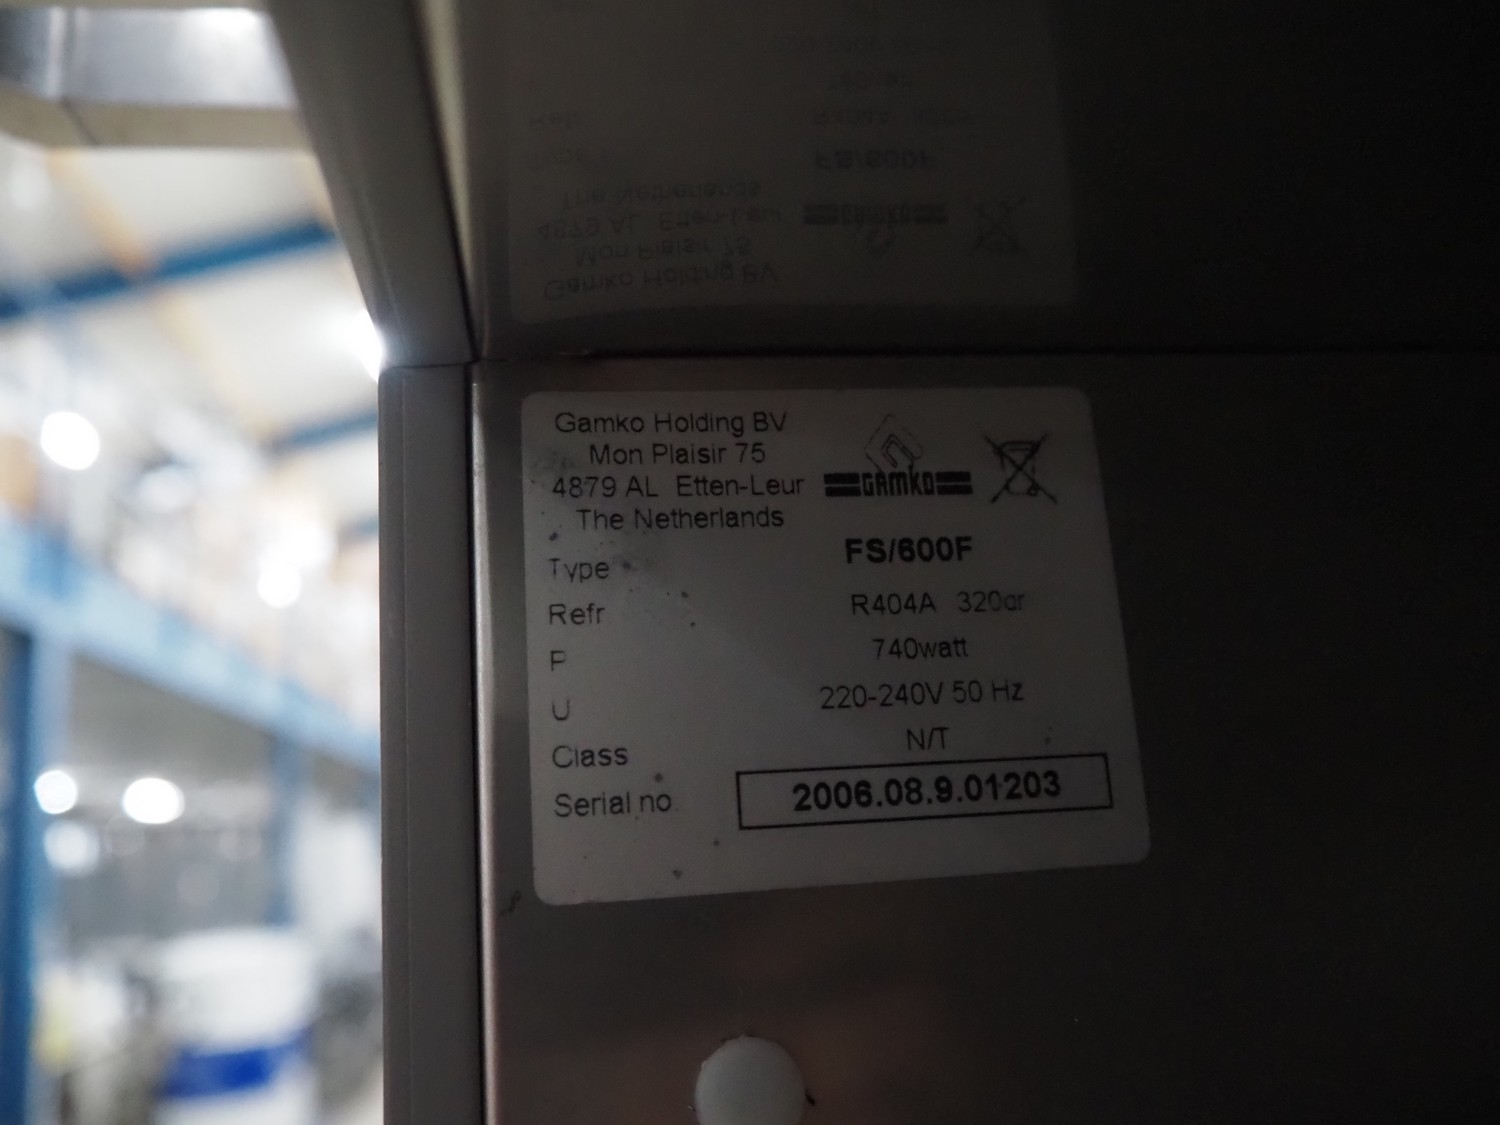 Gamko Holding BV
Mon Plaisir 75
4879 AL Etten-Leur
The Netherlands
GAMKO
Type FS/600F
Refr R404A 320gr
P 740watt
U 220-240V 50 Hz
Class N/T
Serial no. 2006.08.9.01203